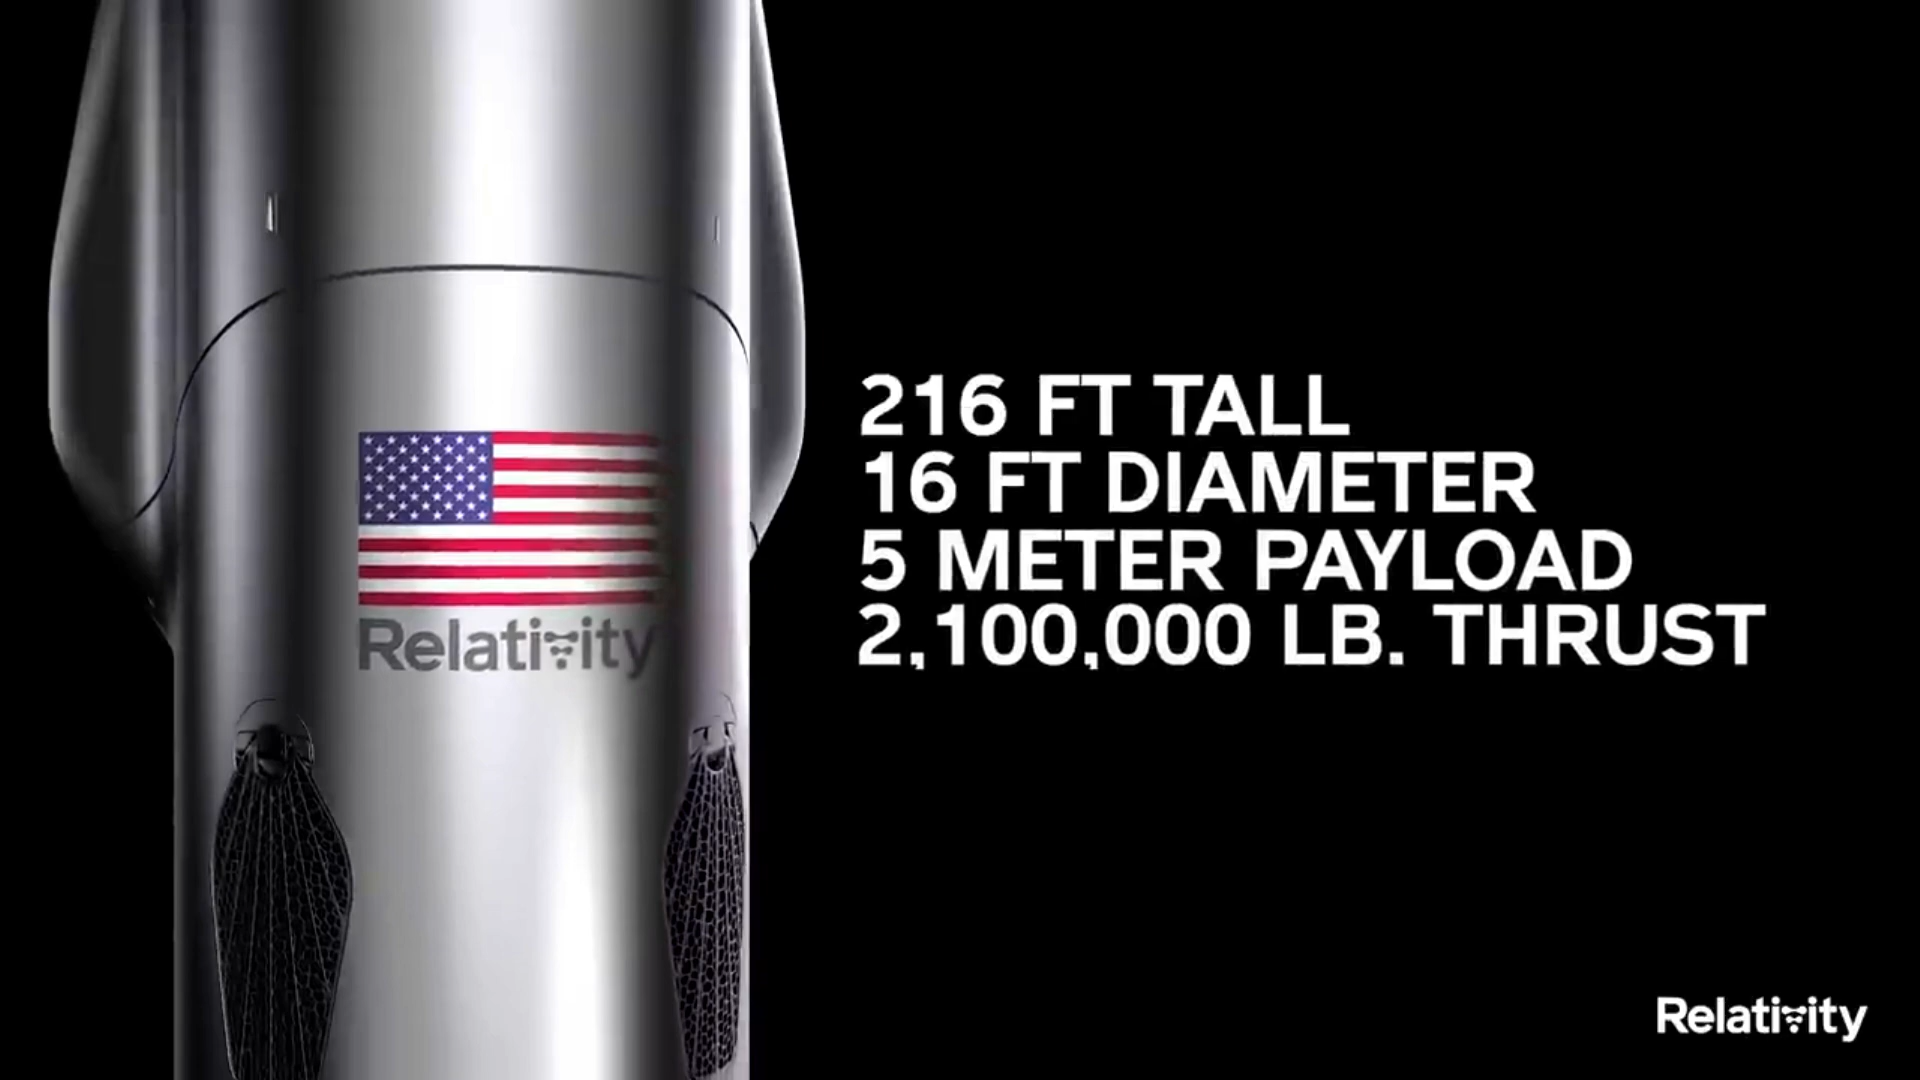 Relativity
216 FT TALL
16 FT DIAMETER
5 METER PAYLOAD
2,100,000 LB. THRUST
Relativity